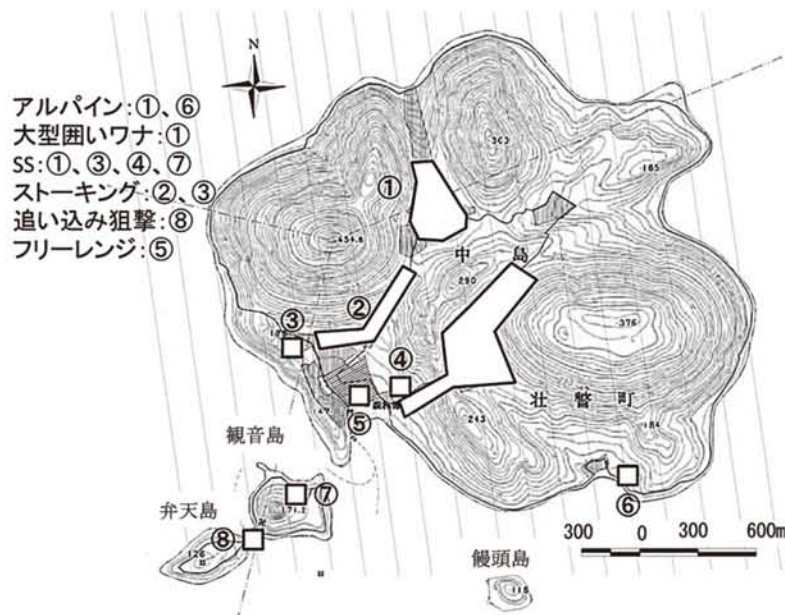 N
アルパイン:①、⑥
大型囲いワナ:①
SS:①、③、④、⑦
ストーキング:②、③
追い込み狙撃:⑧
フリーレンジ:⑤
①
165
454.8
中島
②
290
③
376
④
壮瞥町
⑤
観音島
243
184
⑦
⑥
171.2
弁天島
⑧
126
300 0 300 600m
饅頭島
115